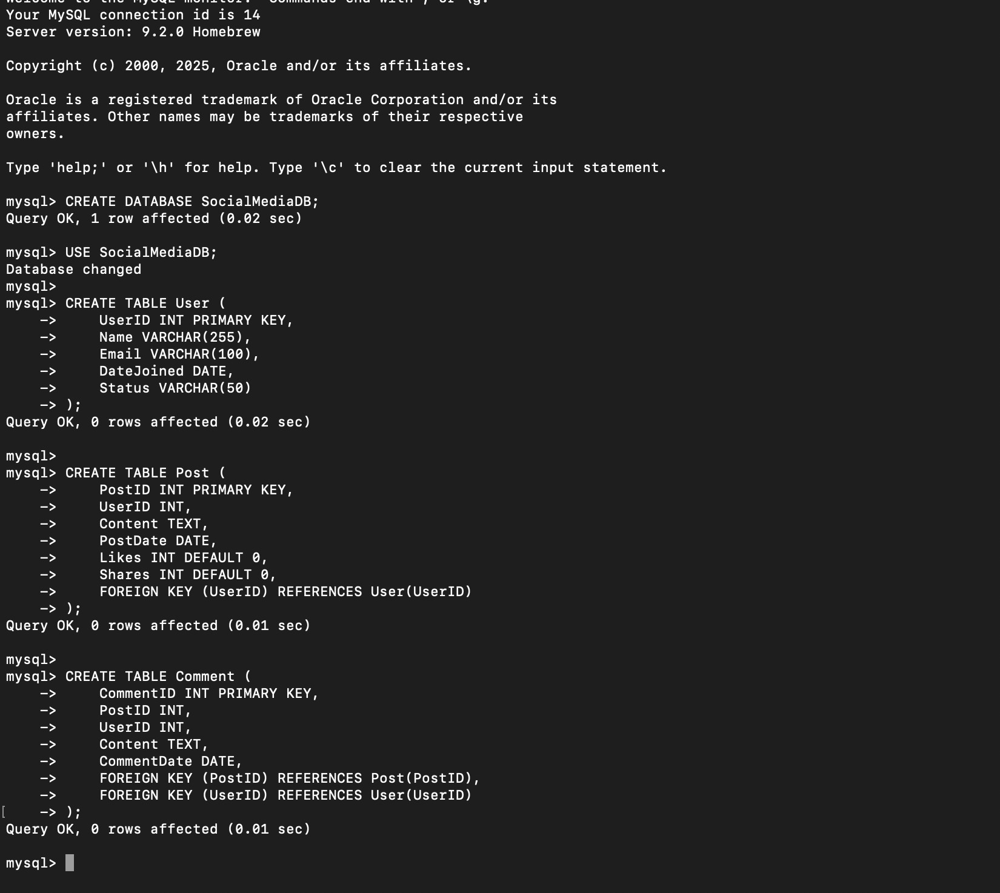 Welcome to the MySQL monitor.  Commands end with ; or \g.
Your MySQL connection id is 14
Server version: 9.2.0 Homebrew
Copyright (c) 2000, 2025, Oracle and/or its affiliates.
Oracle is a registered trademark of Oracle Corporation and/or its
affiliates. Other names may be trademarks of their respective
owners.
Type 'help;' or '\h' for help. Type '\c' to clear the current input statement.
mysql> CREATE DATABASE SocialMediaDB;
Query OK, 1 row affected (0.02 sec)
mysql> USE SocialMediaDB;
Database changed
mysql>
mysql> CREATE TABLE User (
    ->     UserID INT PRIMARY KEY,
    ->     Name VARCHAR(255),
    ->     Email VARCHAR(100),
    ->     DateJoined DATE,
    ->     Status VARCHAR(50)
    -> );
Query OK, 0 rows affected (0.02 sec)
mysql>
mysql> CREATE TABLE Post (
    ->     PostID INT PRIMARY KEY,
    ->     UserID INT,
    ->     Content TEXT,
    ->     PostDate DATE,
    ->     Likes INT DEFAULT 0,
    ->     Shares INT DEFAULT 0,
    ->     FOREIGN KEY (UserID) REFERENCES User(UserID)
    -> );
Query OK, 0 rows affected (0.01 sec)
mysql>
mysql> CREATE TABLE Comment (
    ->     CommentID INT PRIMARY KEY,
    ->     PostID INT,
    ->     UserID INT,
    ->     Content TEXT,
    ->     CommentDate DATE,
    ->     FOREIGN KEY (PostID) REFERENCES Post(PostID),
    ->     FOREIGN KEY (UserID) REFERENCES User(UserID)
[    -> );
Query OK, 0 rows affected (0.01 sec)
mysql>